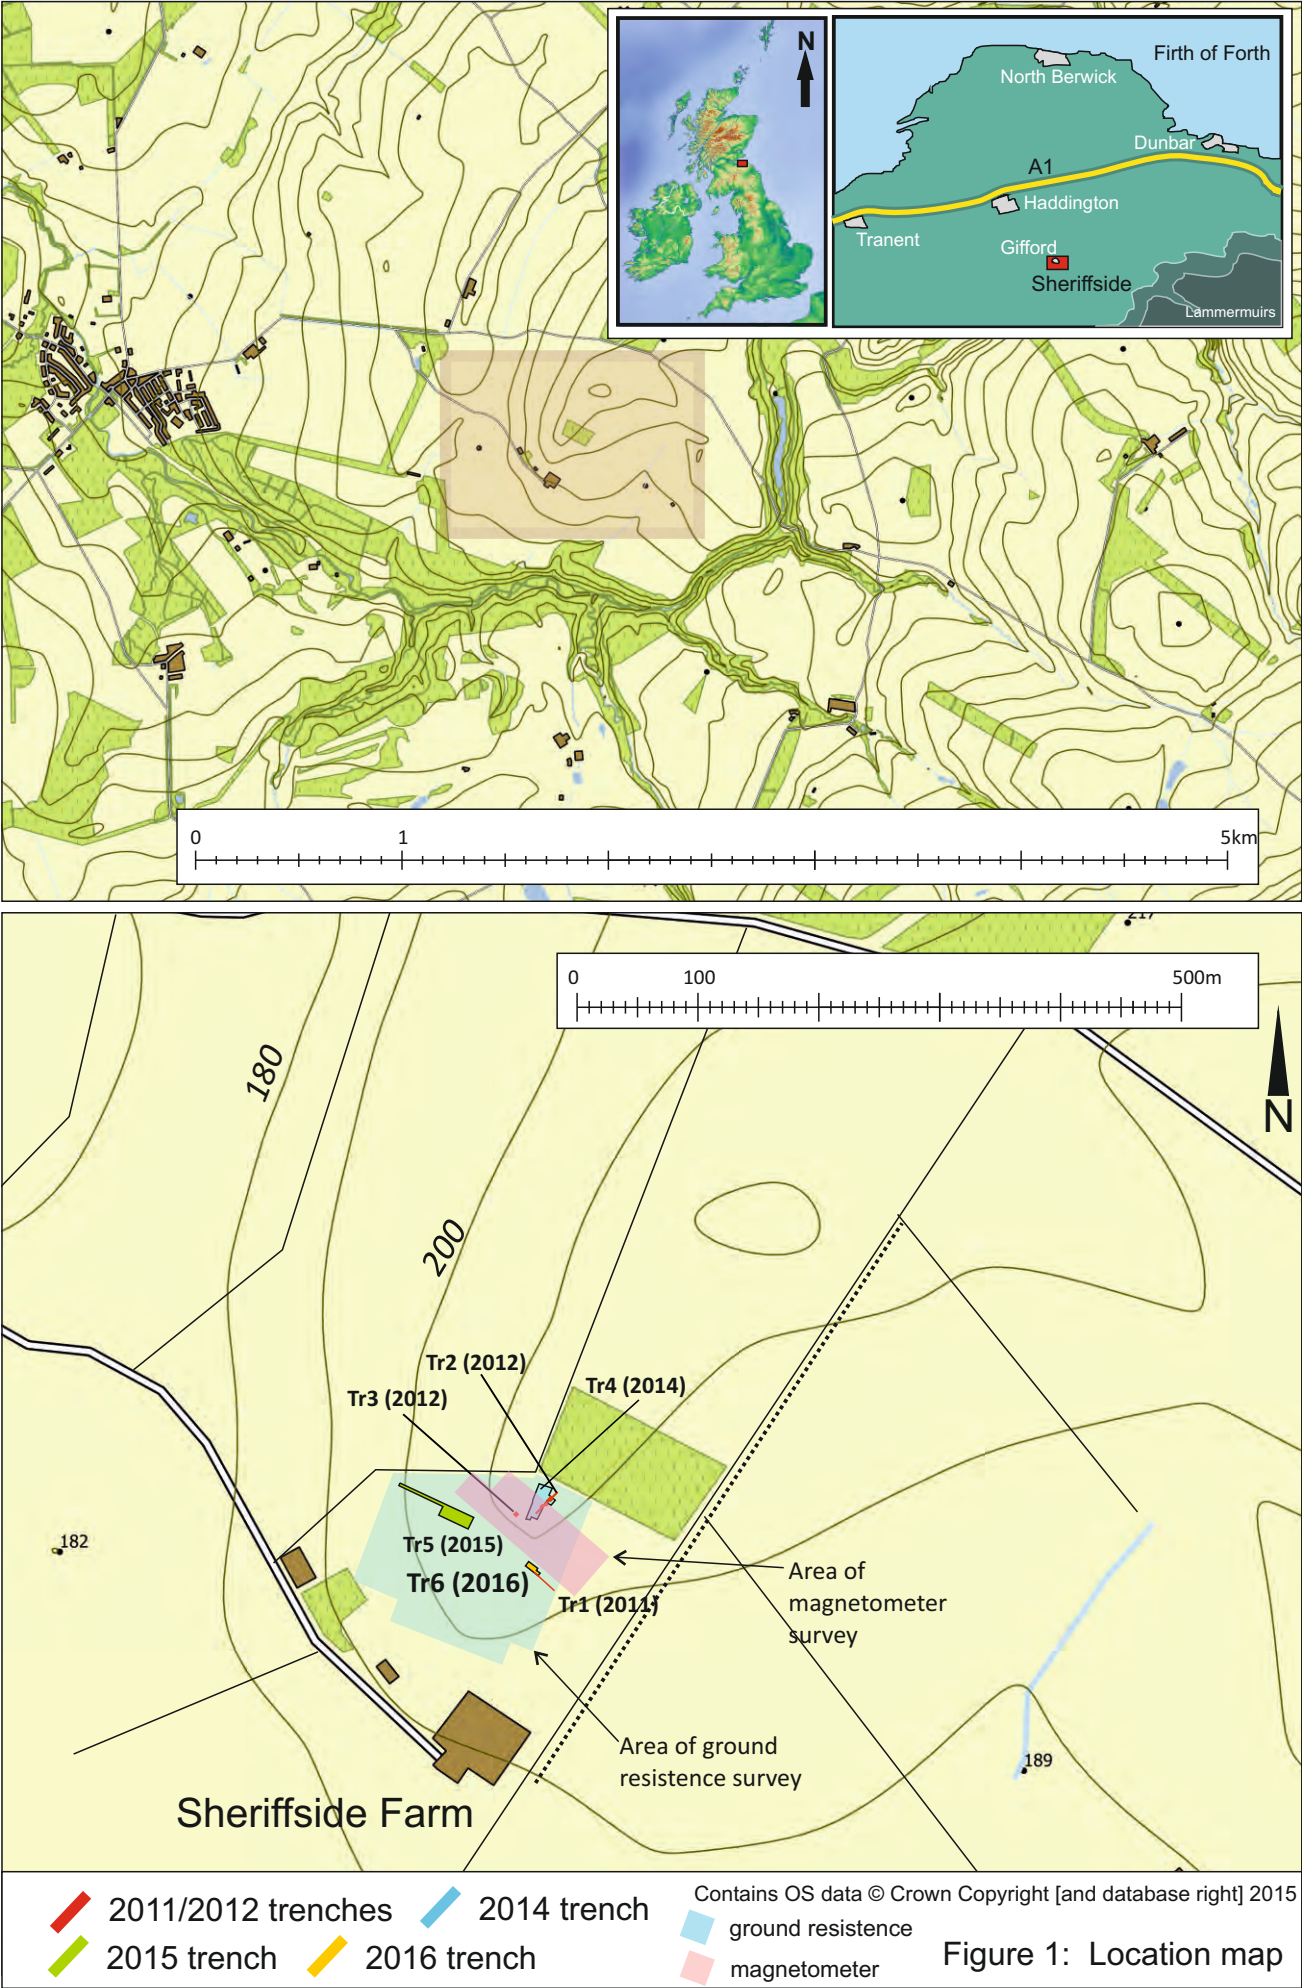 N
Firth of Forth
North Berwick
Dunbar
A1
Haddington
Tranent
Gifford
Sheriffside
Lammermuirs
0 1 5km
217
0 100 500m
N
180
200
Tr2 (2012)
Tr3 (2012)
Tr4 (2014)
Tr5 (2015)
Tr6 (2016)
Tr1 (2011)
182
Area of
magnetometer
survey
Area of ground
resistence survey
189
Sheriffside Farm
2011/2012 trenches
2014 trench
2015 trench
2016 trench
Contains OS data © Crown Copyright [and database right] 2015
ground resistence
magnetometer
Figure 1: Location map